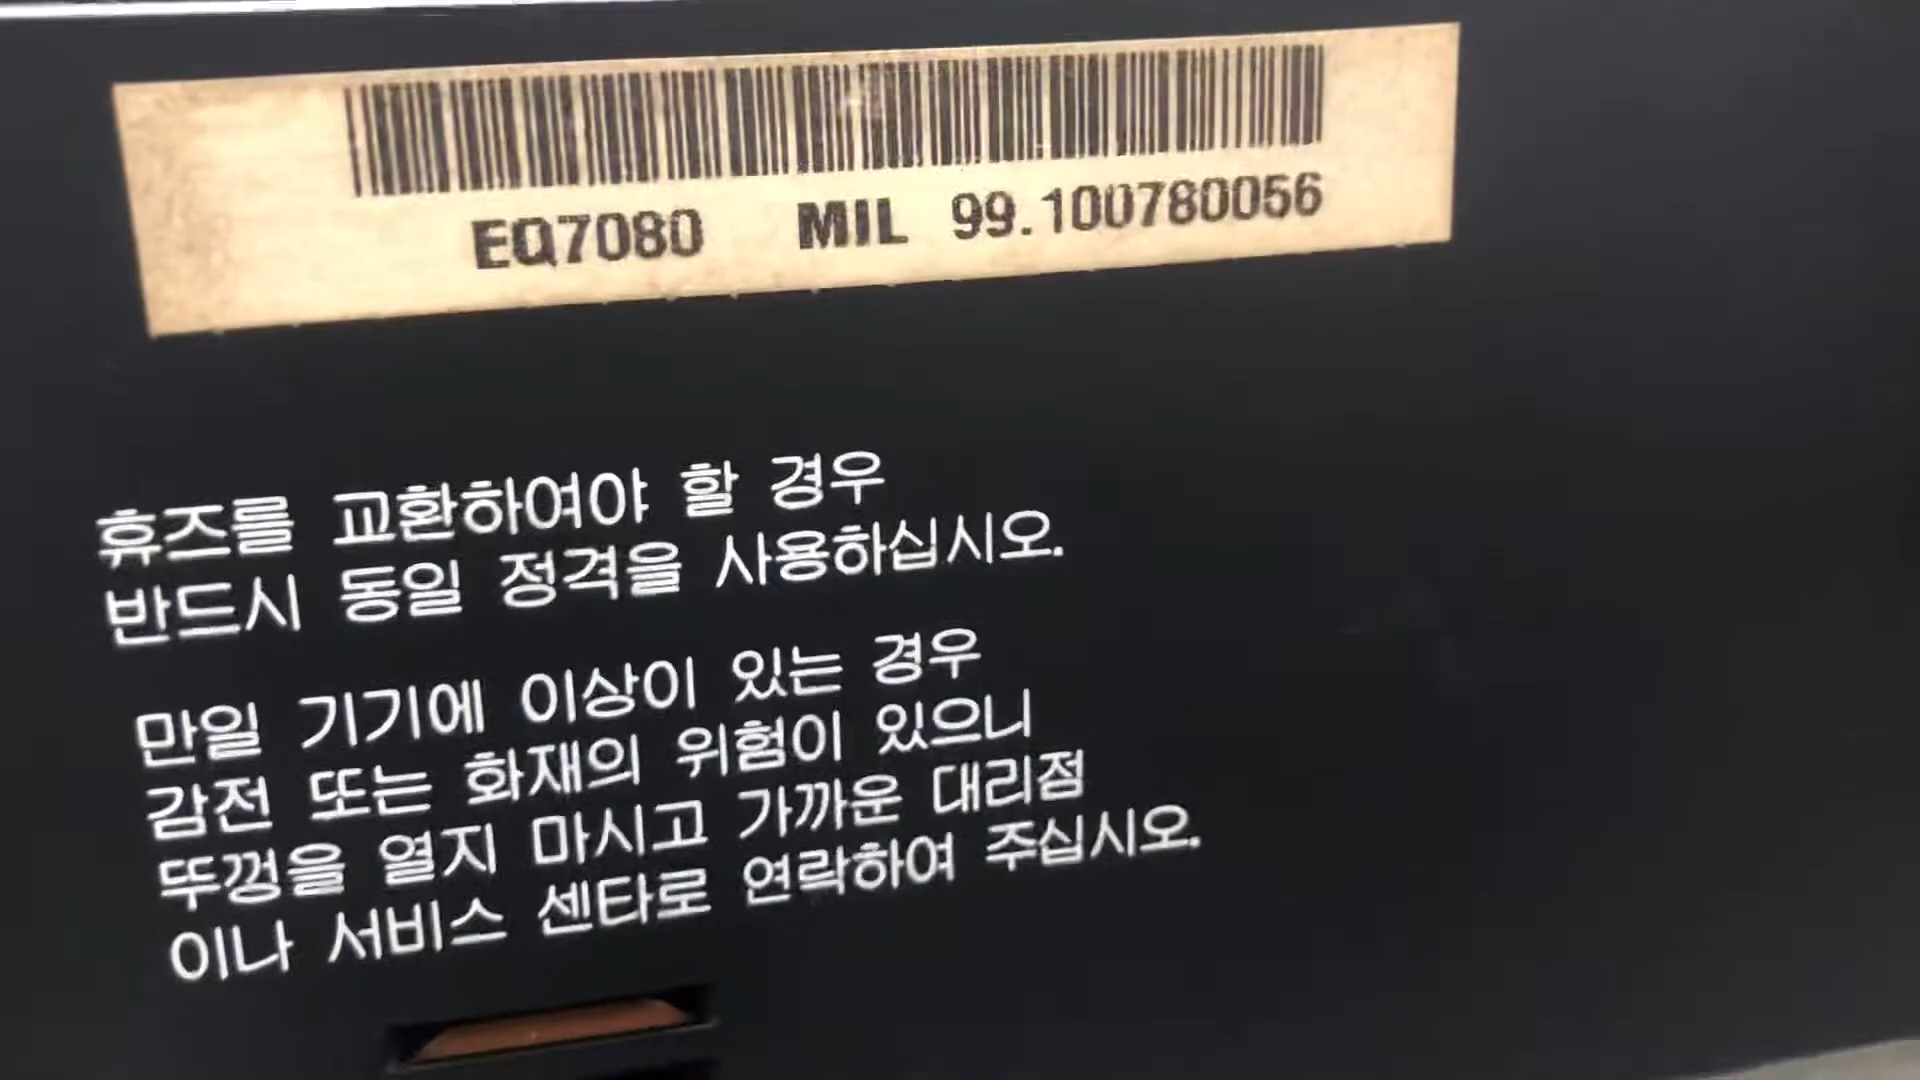 EQ7080 MIL 99.100780056
휴즈를 교환하여야 할 경우
반드시 동일 정격을 사용하십시오.
만일 기기에 이상이 있는 경우
감전 또는 화재의 위험이 있으니
뚜껑을 열지 마시고 가까운 대리점
이나 서비스 센타로 연락하여 주십시오.